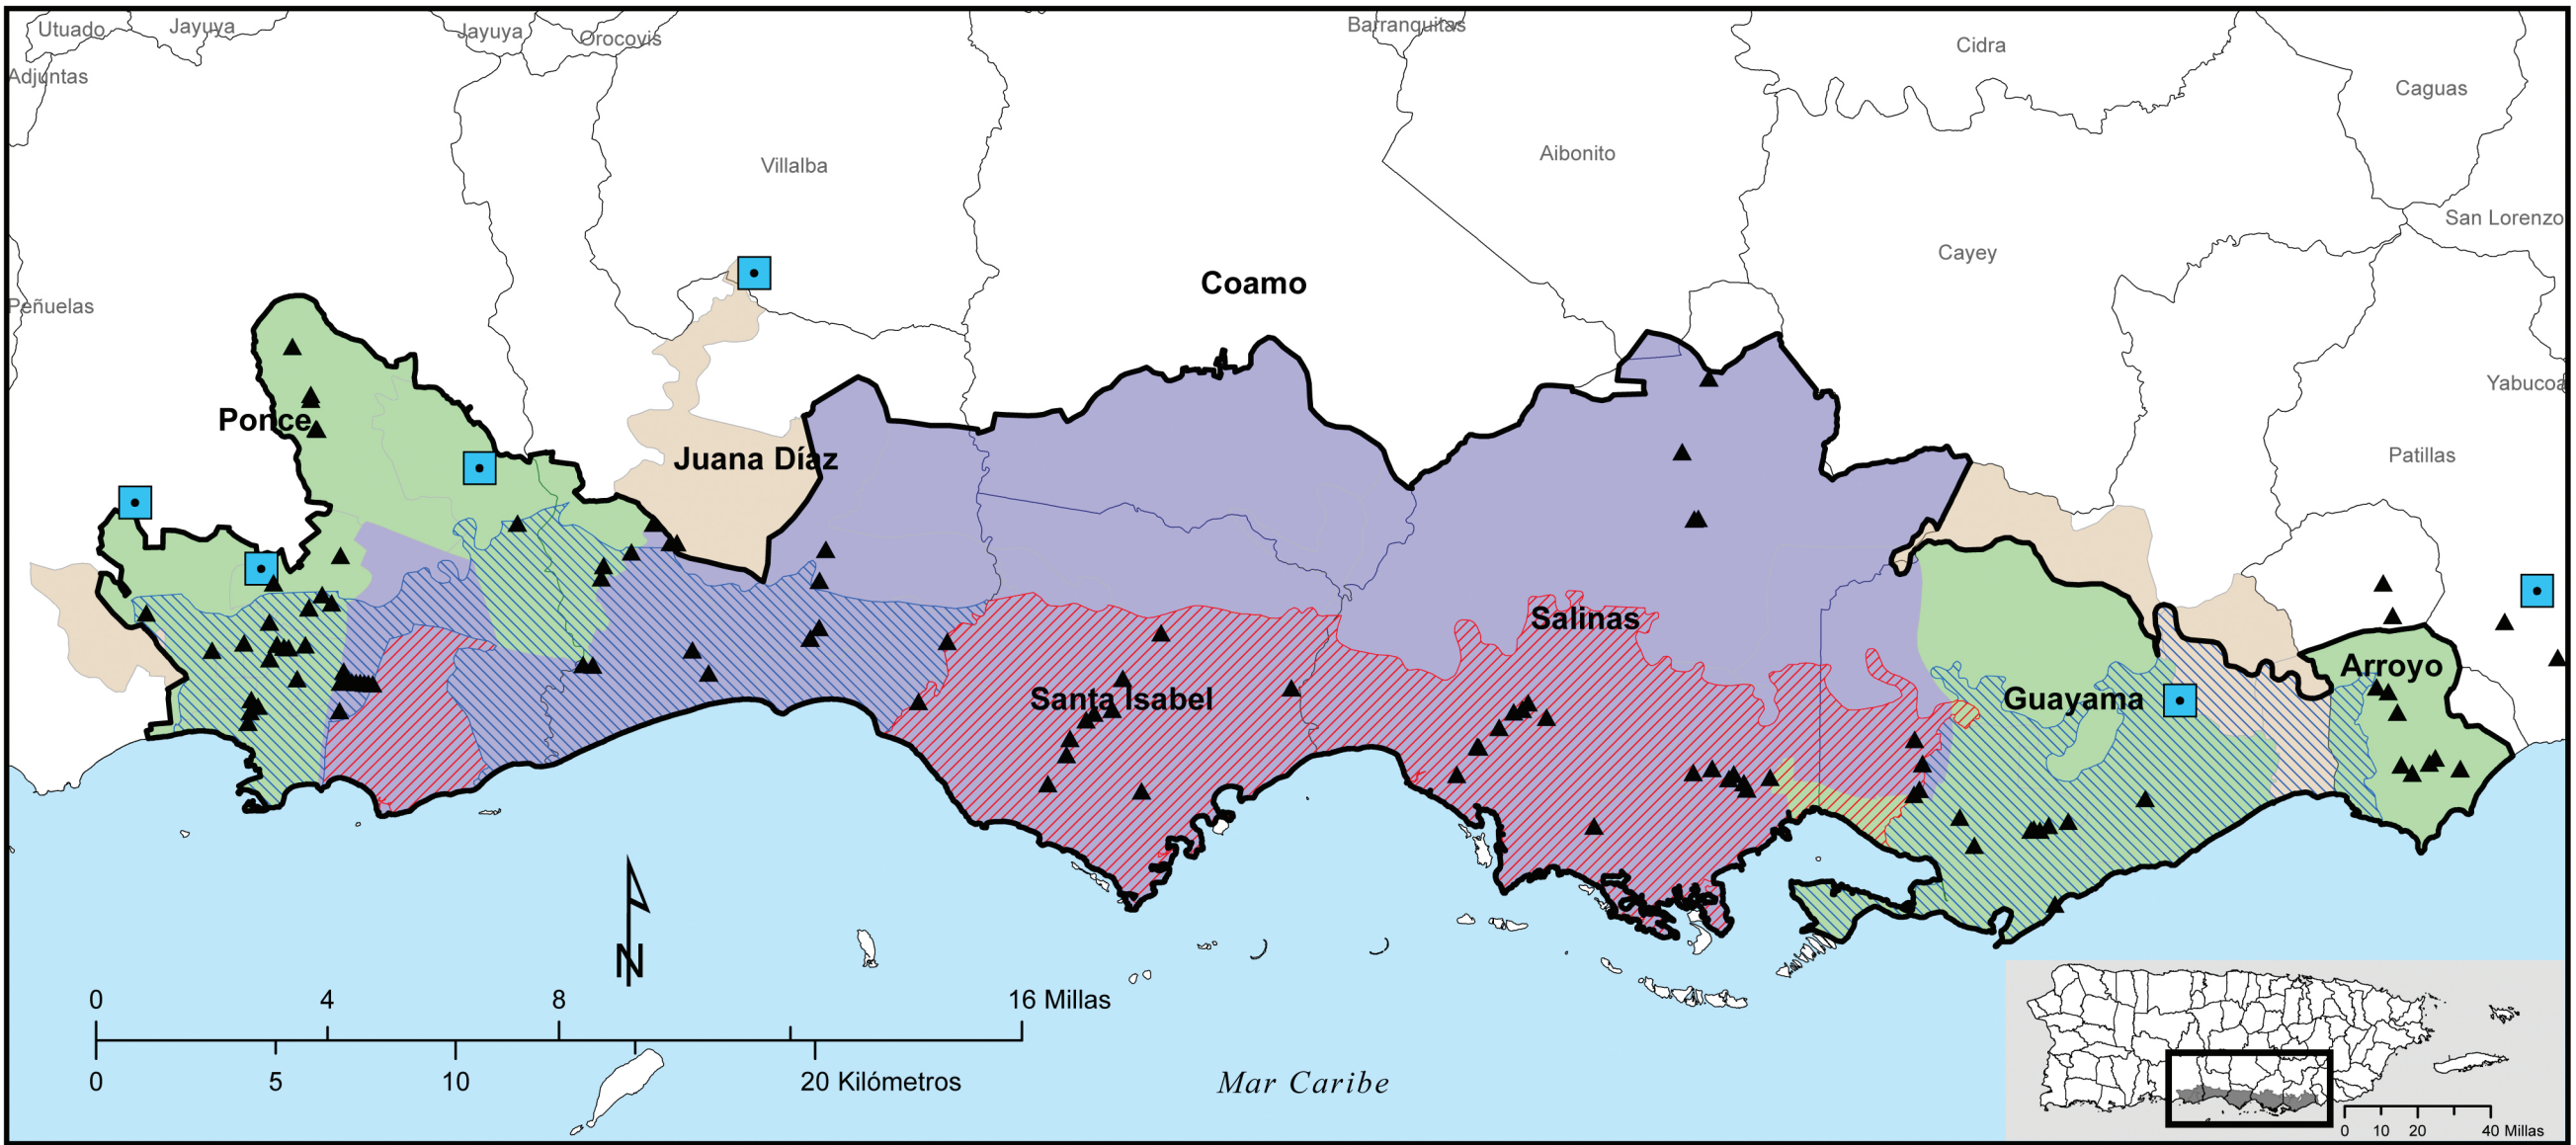 Utuado
Jayuya
Jayuya
Orocovis
Barranquitas
Cidra
Adjuntas
Caguas
Villalba
Aibonito
San Lorenzo
Cayey
Coamo
Peñuelas
Yabucoa
Ponce
Juana Díaz
Patillas
Salinas
Arroyo
Santa Isabel
Guayama
N
0 4 8 16 Millas
0 5 10 20 Kilómetros
Mar Caribe
0 10 20 40 Millas